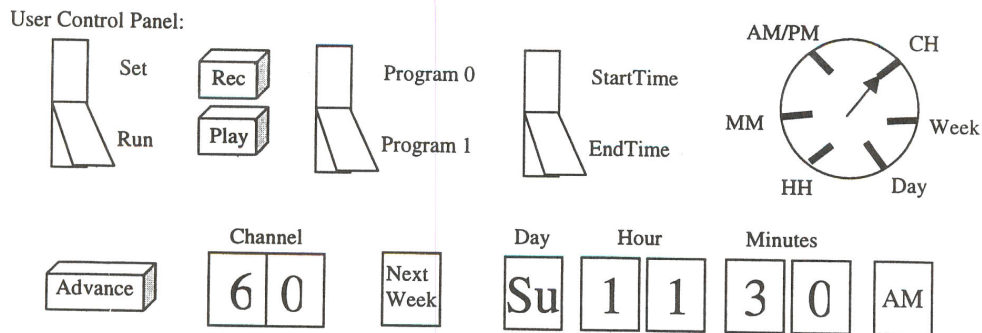 User Control Panel:
AM/PM
CH
Set
Rec
Program 0
StartTime
MM
Week
Run
Play
Program 1
EndTime
HH
Day
Channel
Day
Hour
Minutes
Advance
6 0
Next
Week
Su
1 1
3 0
AM